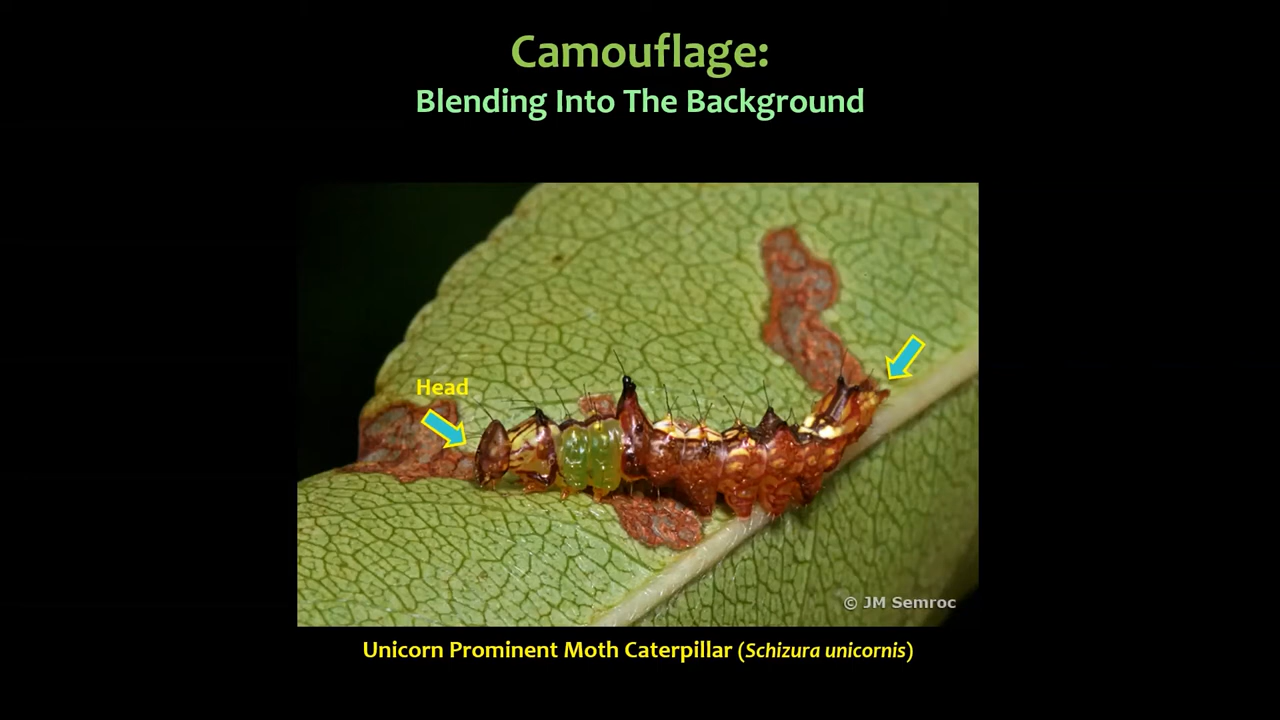 Camouflage:
Blending Into The Background
Head
© JM Semroc
Unicorn Prominent Moth Caterpillar (Schizura unicornis)